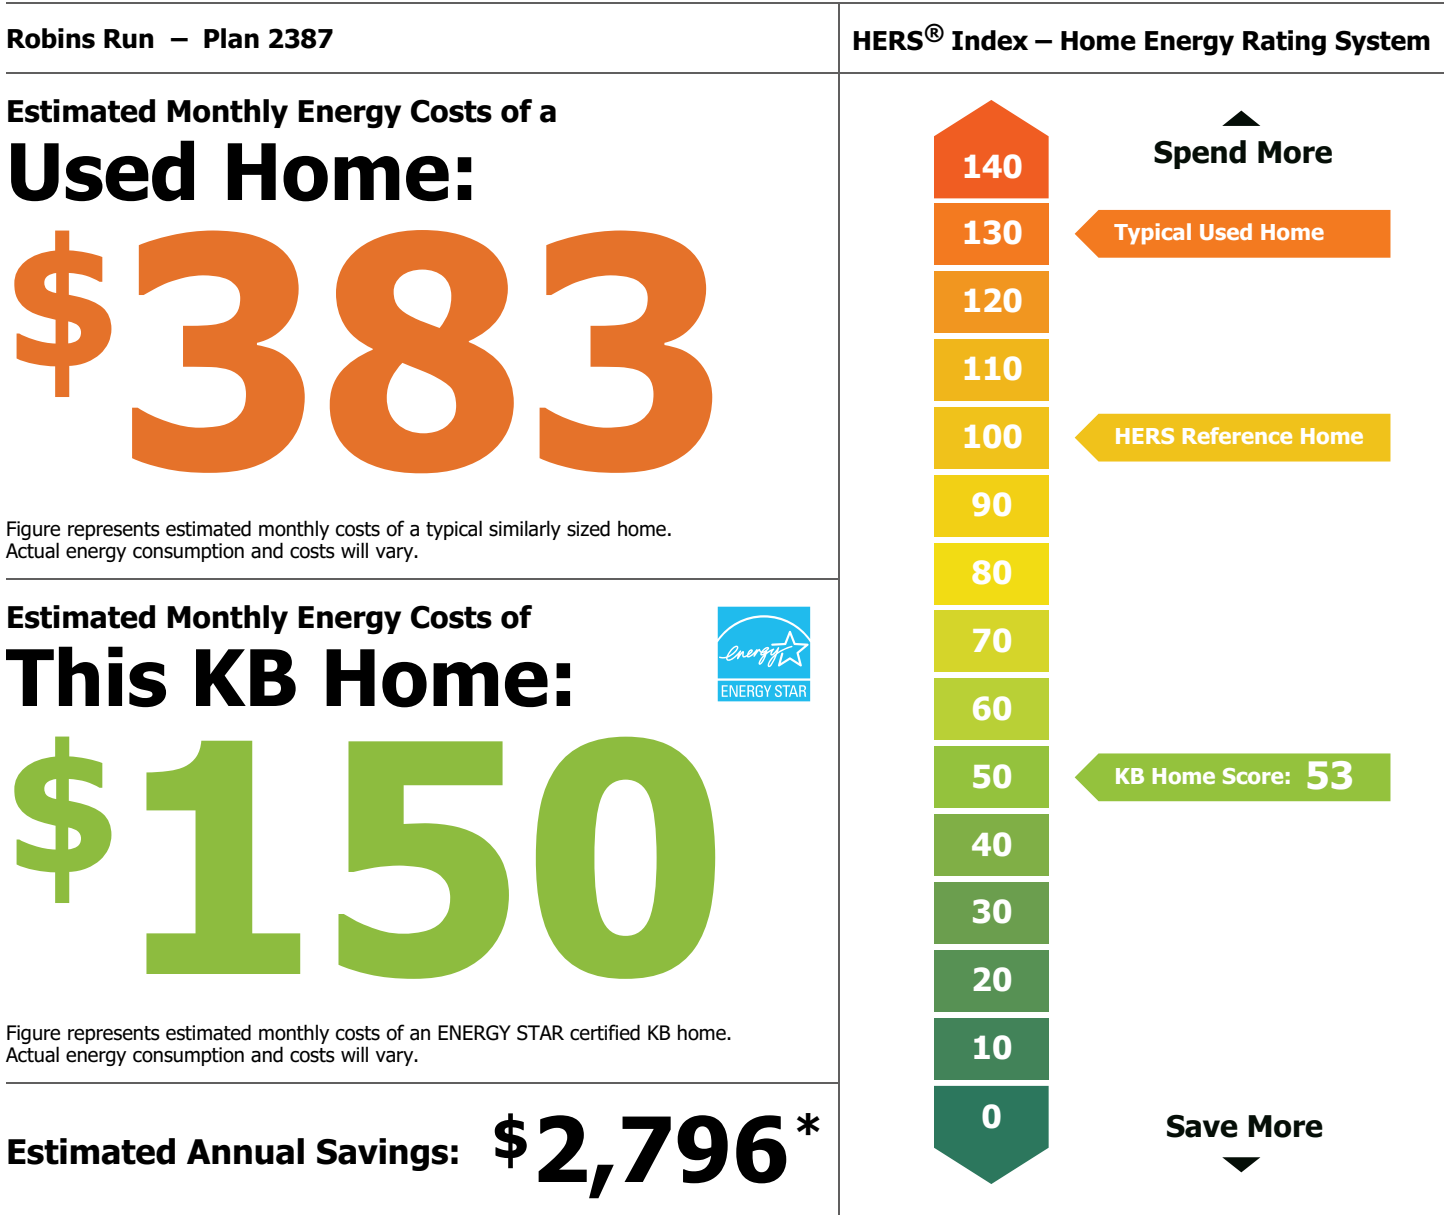 Robins Run – Plan 2387
Estimated Monthly Energy Costs of a
Used Home:
$383
Figure represents estimated monthly costs of a typical similarly sized home.
Actual energy consumption and costs will vary.
Estimated Monthly Energy Costs of
This KB Home:
energy
ENERGY STAR
$150
Figure represents estimated monthly costs of an ENERGY STAR certified KB home.
Actual energy consumption and costs will vary.
Estimated Annual Savings: $2,796*
HERS® Index – Home Energy Rating System
Spend More
140
130 Typical Used Home
120
110
100 HERS Reference Home
90
80
70
60
50 KB Home Score: 53
40
30
20
10
0
Save More